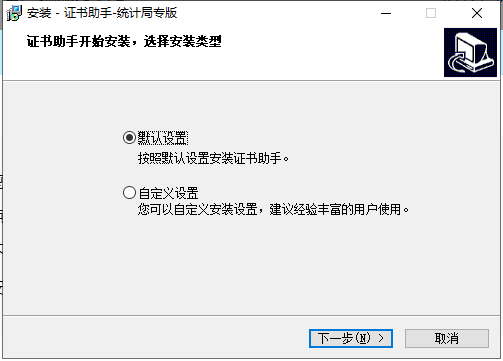 安装 - 证书助手-统计局专版
证书助手开始安装，选择安装类型
默认设置
按照默认设置安装证书助手。
自定义设置
您可以自定义安装设置，建议经验丰富的用户使用。
下一步(N) >
取消